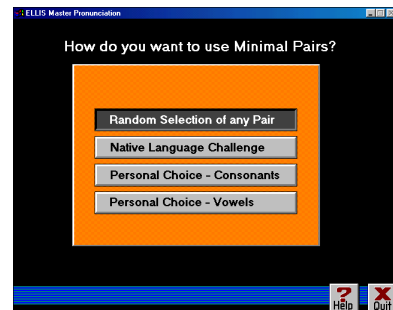 ELLIS Master Pronunciation
How do you want to use Minimal Pairs?
Random Selection of any Pair
Native Language Challenge
Personal Choice - Consonants
Personal Choice - Vowels
? X
Help Quit